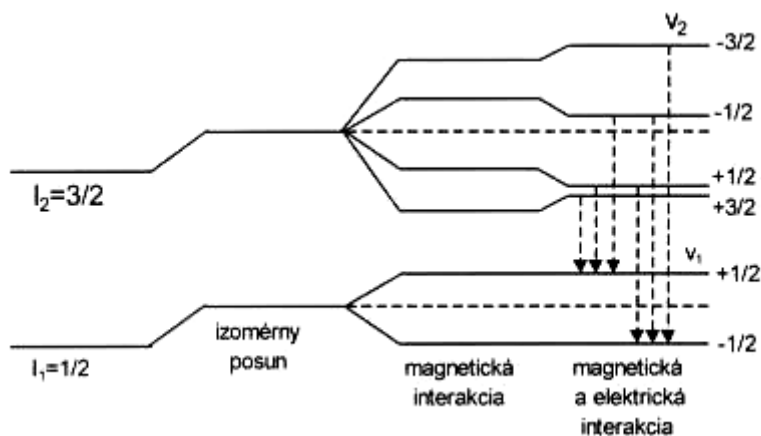 V₂
-3/2
-1/2
+1/2
+3/2
I₂=3/2
V₁
+1/2
-1/2
I₁=1/2
izomérny
posun
magnetická
interakcia
magnetická
a elektrická
interakcia